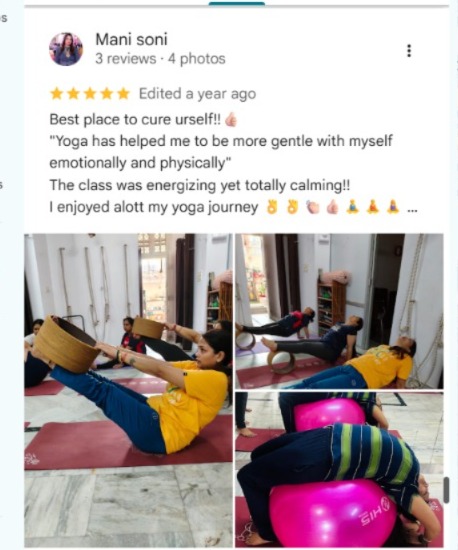 Mani soni
3 reviews · 4 photos
★★★★★ Edited a year ago
Best place to cure urself!! 👍🏻
"Yoga has helped me to be more gentle with myself
emotionally and physically"
The class was energizing yet totally calming!!
I enjoyed alott my yoga journey 👌👌👏🏻👍🏻🧘🧘🧘 ...